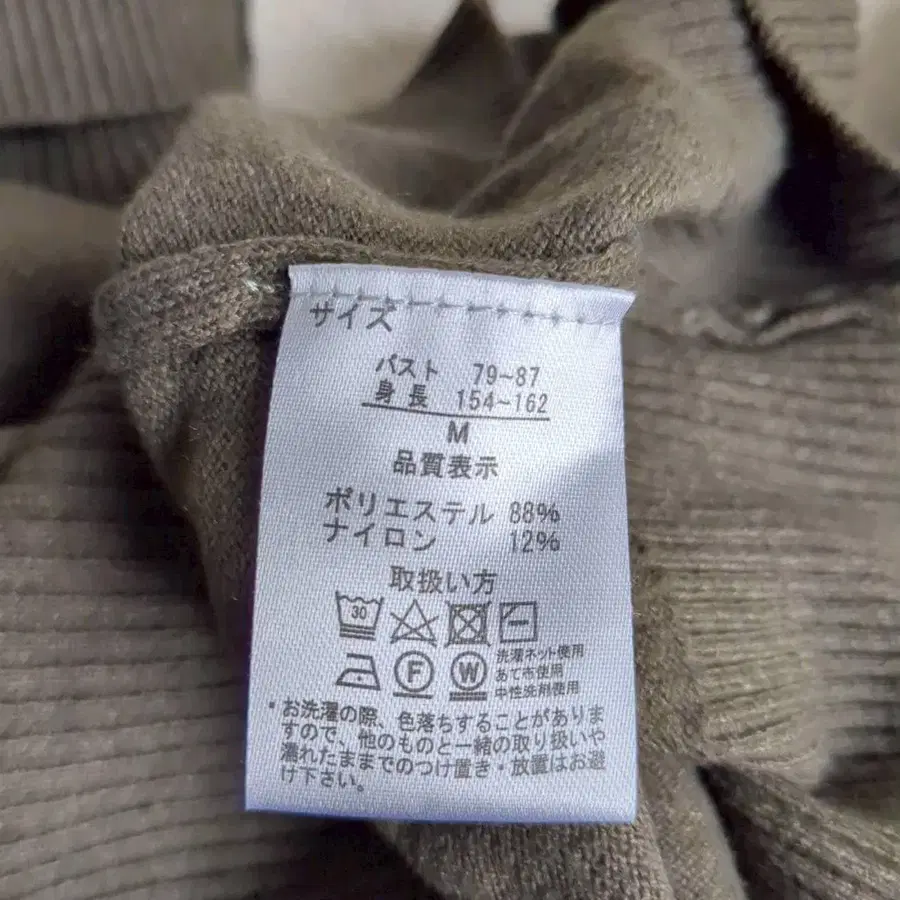 サイズ
バスト 79~87
身長 154~162
M
品質表示
ポリエステル 88%
ナイロン 12%
取扱い方
30
洗濯ネット使用
あて布使用
F W 中性洗剤使用
・お洗濯の際、色落ちすることがありま
すので、他のものと一緒の取り扱いや
濡れたままでのつけ置き・放置はお避
け下さい。